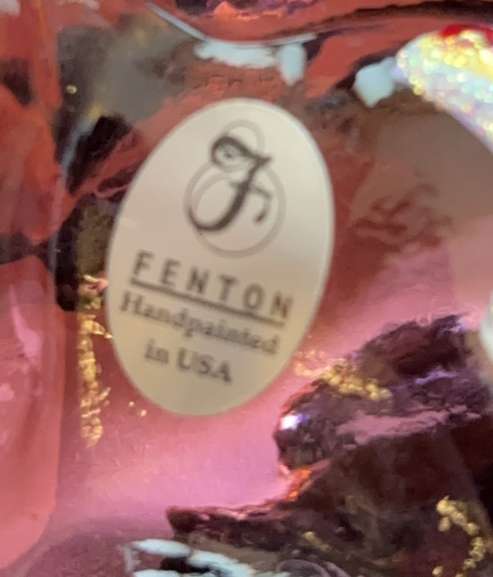 F
FENTON
Handpainted
in USA